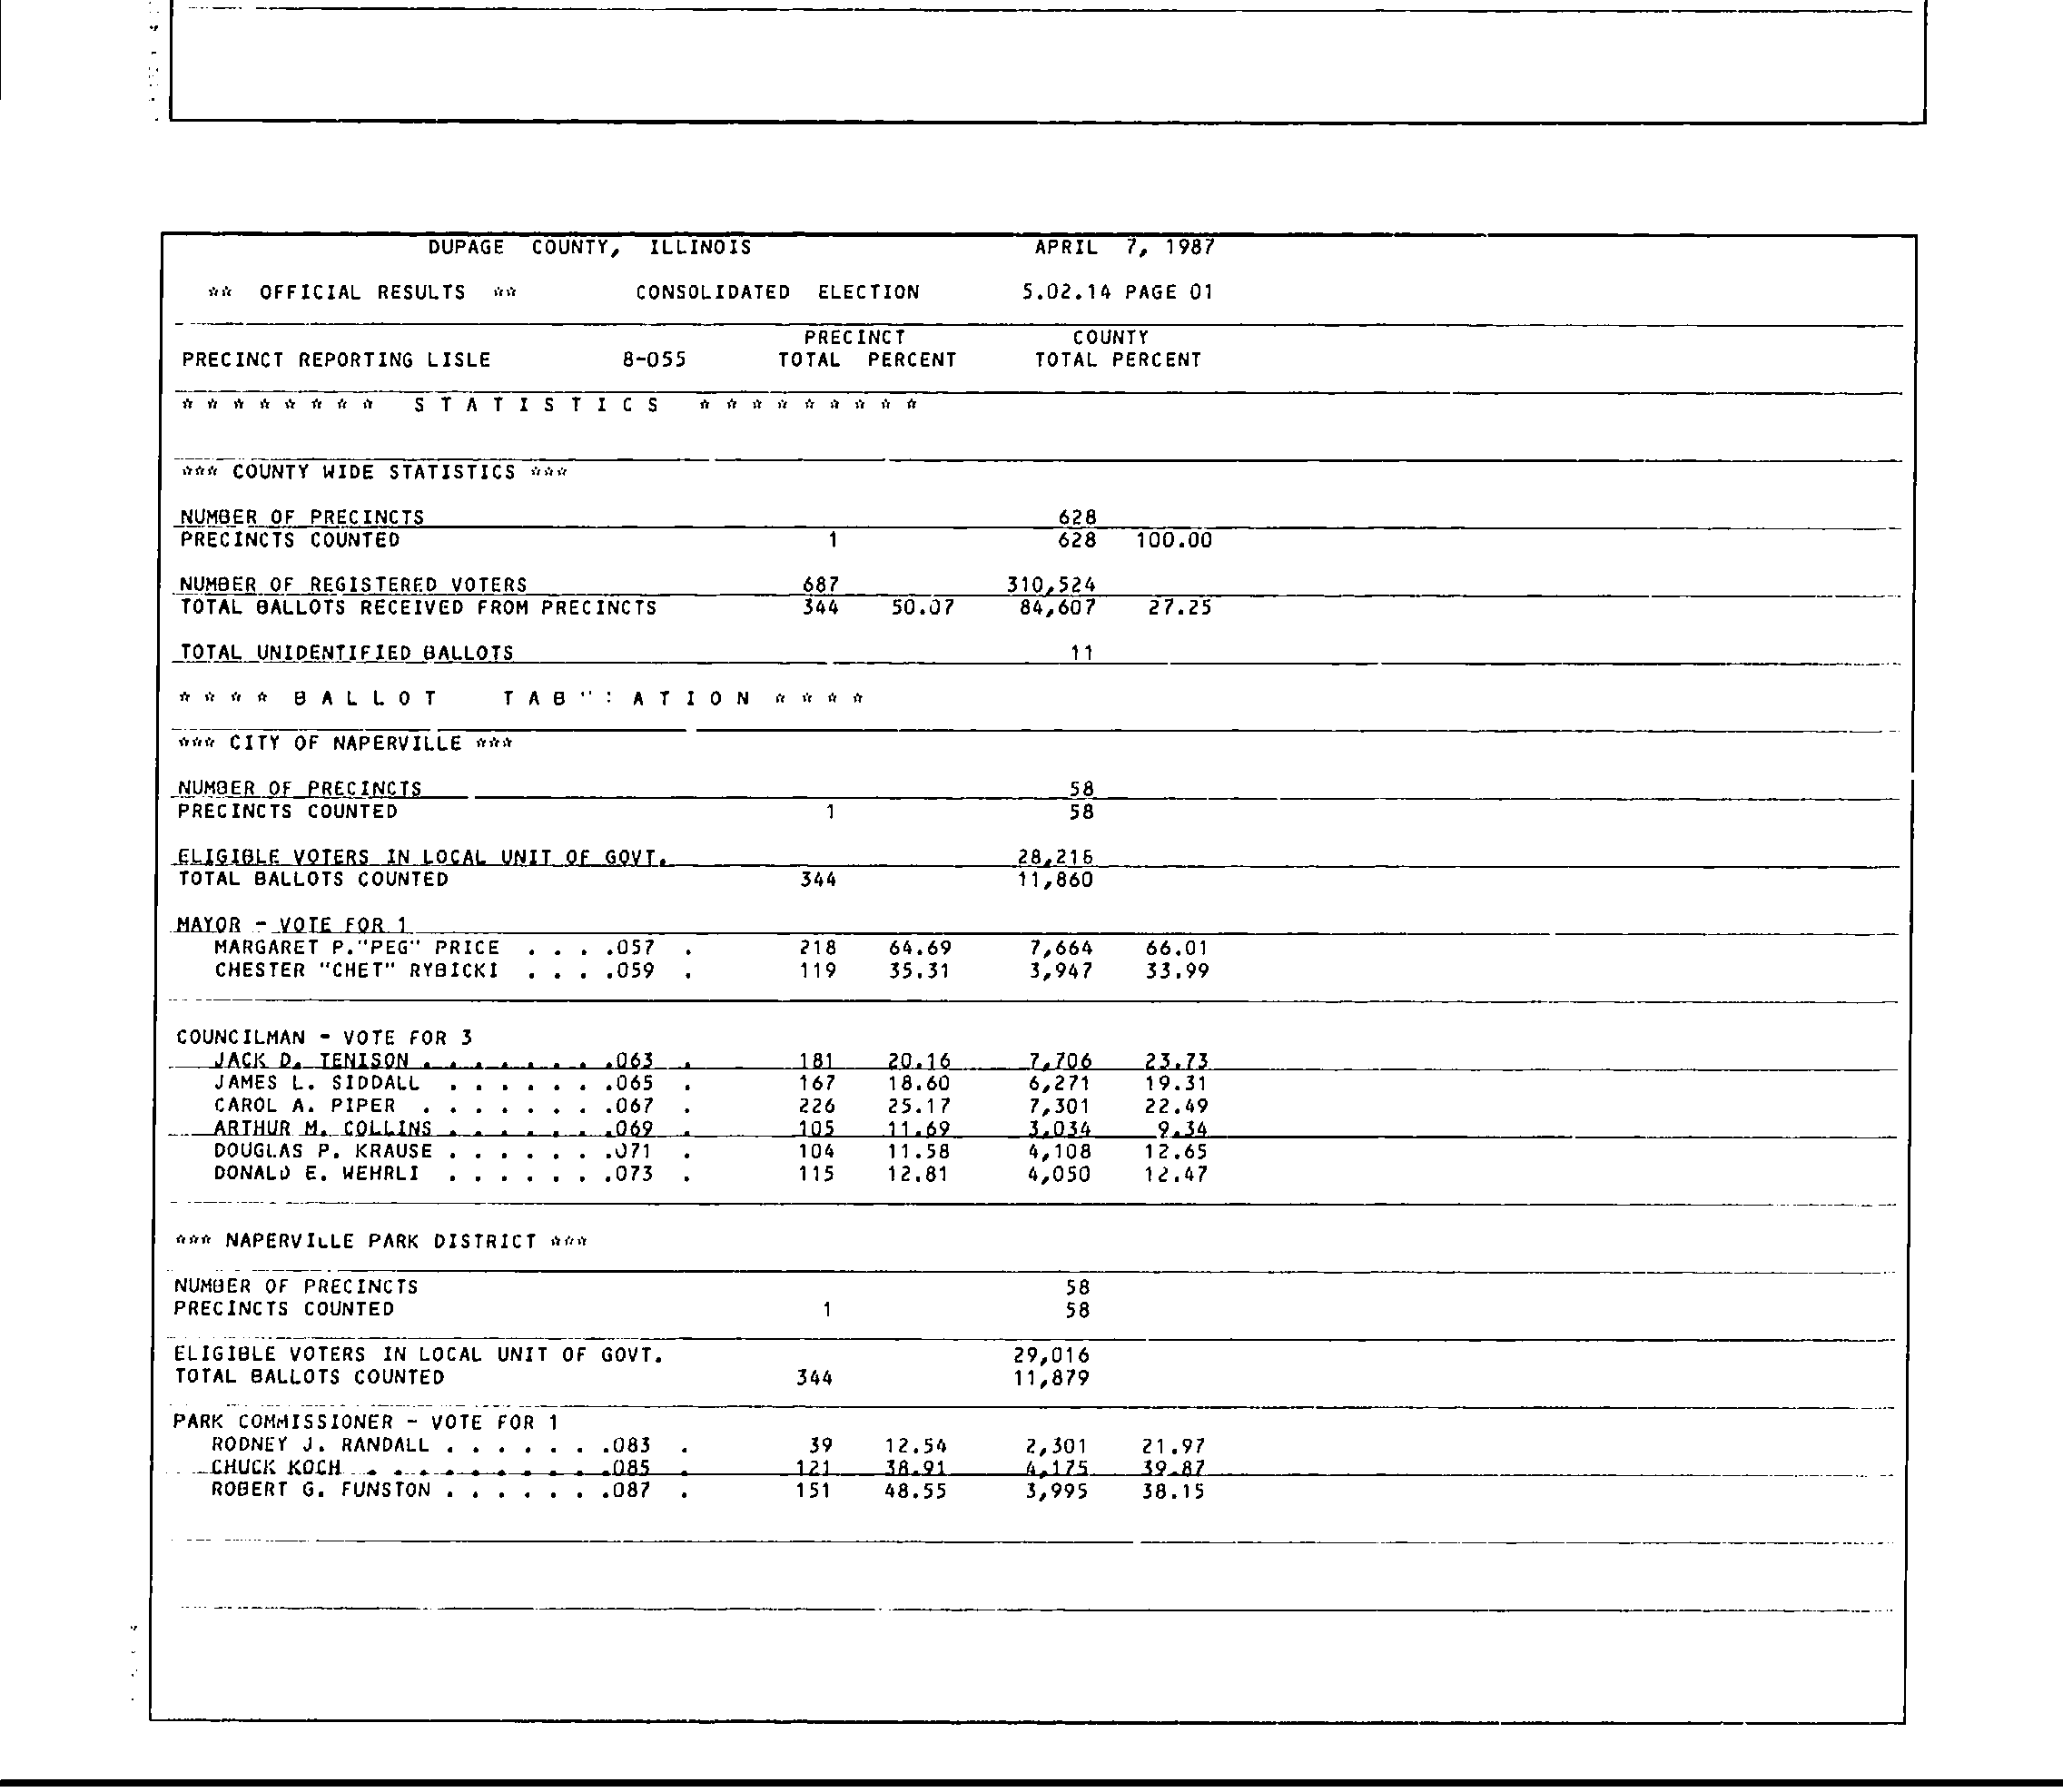 DUPAGE COUNTY, ILLINOIS APRIL 7, 1987
** OFFICIAL RESULTS ** CONSOLIDATED ELECTION 5.02.14 PAGE 01
PRECINCT COUNTY
PRECINCT REPORTING LISLE 8-055 TOTAL PERCENT TOTAL PERCENT
* * * * * * * * S T A T I S T I C S * * * * * * * * *
*** COUNTY WIDE STATISTICS ***
NUMBER OF PRECINCTS 628
PRECINCTS COUNTED 1 628 100.00
NUMBER OF REGISTERED VOTERS 687 310,524
TOTAL BALLOTS RECEIVED FROM PRECINCTS 344 50.07 84,607 27.25
TOTAL UNIDENTIFIED BALLOTS 11
* * * * B A L L O T T A B " : A T I O N * * * *
*** CITY OF NAPERVILLE ***
NUMBER OF PRECINCTS 58
PRECINCTS COUNTED 1 58
ELIGIBLE VOTERS IN LOCAL UNIT OF GOVT.
TOTAL BALLOTS COUNTED 344 11,860
MAYOR - VOTE FOR 1
MARGARET P."PEG" PRICE . . . .057 . 218 64.69 7,664 66.01
CHESTER "CHET" RYBICKI . . . .059 . 119 35.31 3,947 33.99
COUNCILMAN - VOTE FOR 3
JACK D. TENISON . . . . . . . .063 . 181 20.16 7,706 23.73
JAMES L. SIDDALL . . . . . . .065 . 167 18.60 6,271 19.31
CAROL A. PIPER . . . . . . . .067 . 226 25.17 7,301 22.49
ARTHUR M. COLLINS . . . . . . .069 . 105 11.69 3,034 9.34
DOUGLAS P. KRAUSE . . . . . . .071 . 104 11.58 4,108 12.65
DONALD E. WEHRLI . . . . . . .073 . 115 12.81 4,050 12.47
*** NAPERVILLE PARK DISTRICT ***
NUMBER OF PRECINCTS 58
PRECINCTS COUNTED 1 58
ELIGIBLE VOTERS IN LOCAL UNIT OF GOVT. 29,016
TOTAL BALLOTS COUNTED 344 11,879
PARK COMMISSIONER - VOTE FOR 1
RODNEY J. RANDALL . . . . . . .083 . 39 12.54 2,301 21.97
CHUCK KOCH . . . . . . . . . .085 . 121 38.91 4,175 39.87
ROBERT G. FUNSTON . . . . . . .087 . 151 48.55 3,995 38.15